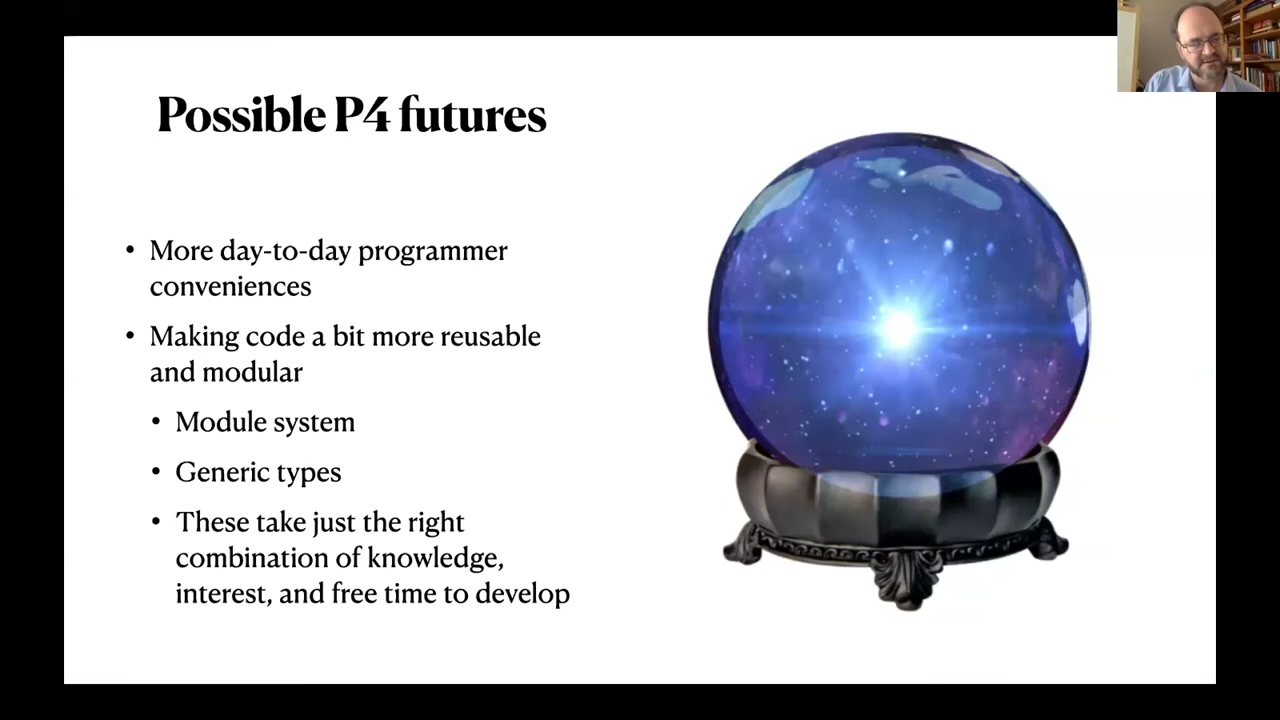 Possible P4 futures
• More day-to-day programmer
conveniences
• Making code a bit more reusable
and modular
• Module system
• Generic types
• These take just the right
combination of knowledge,
interest, and free time to develop